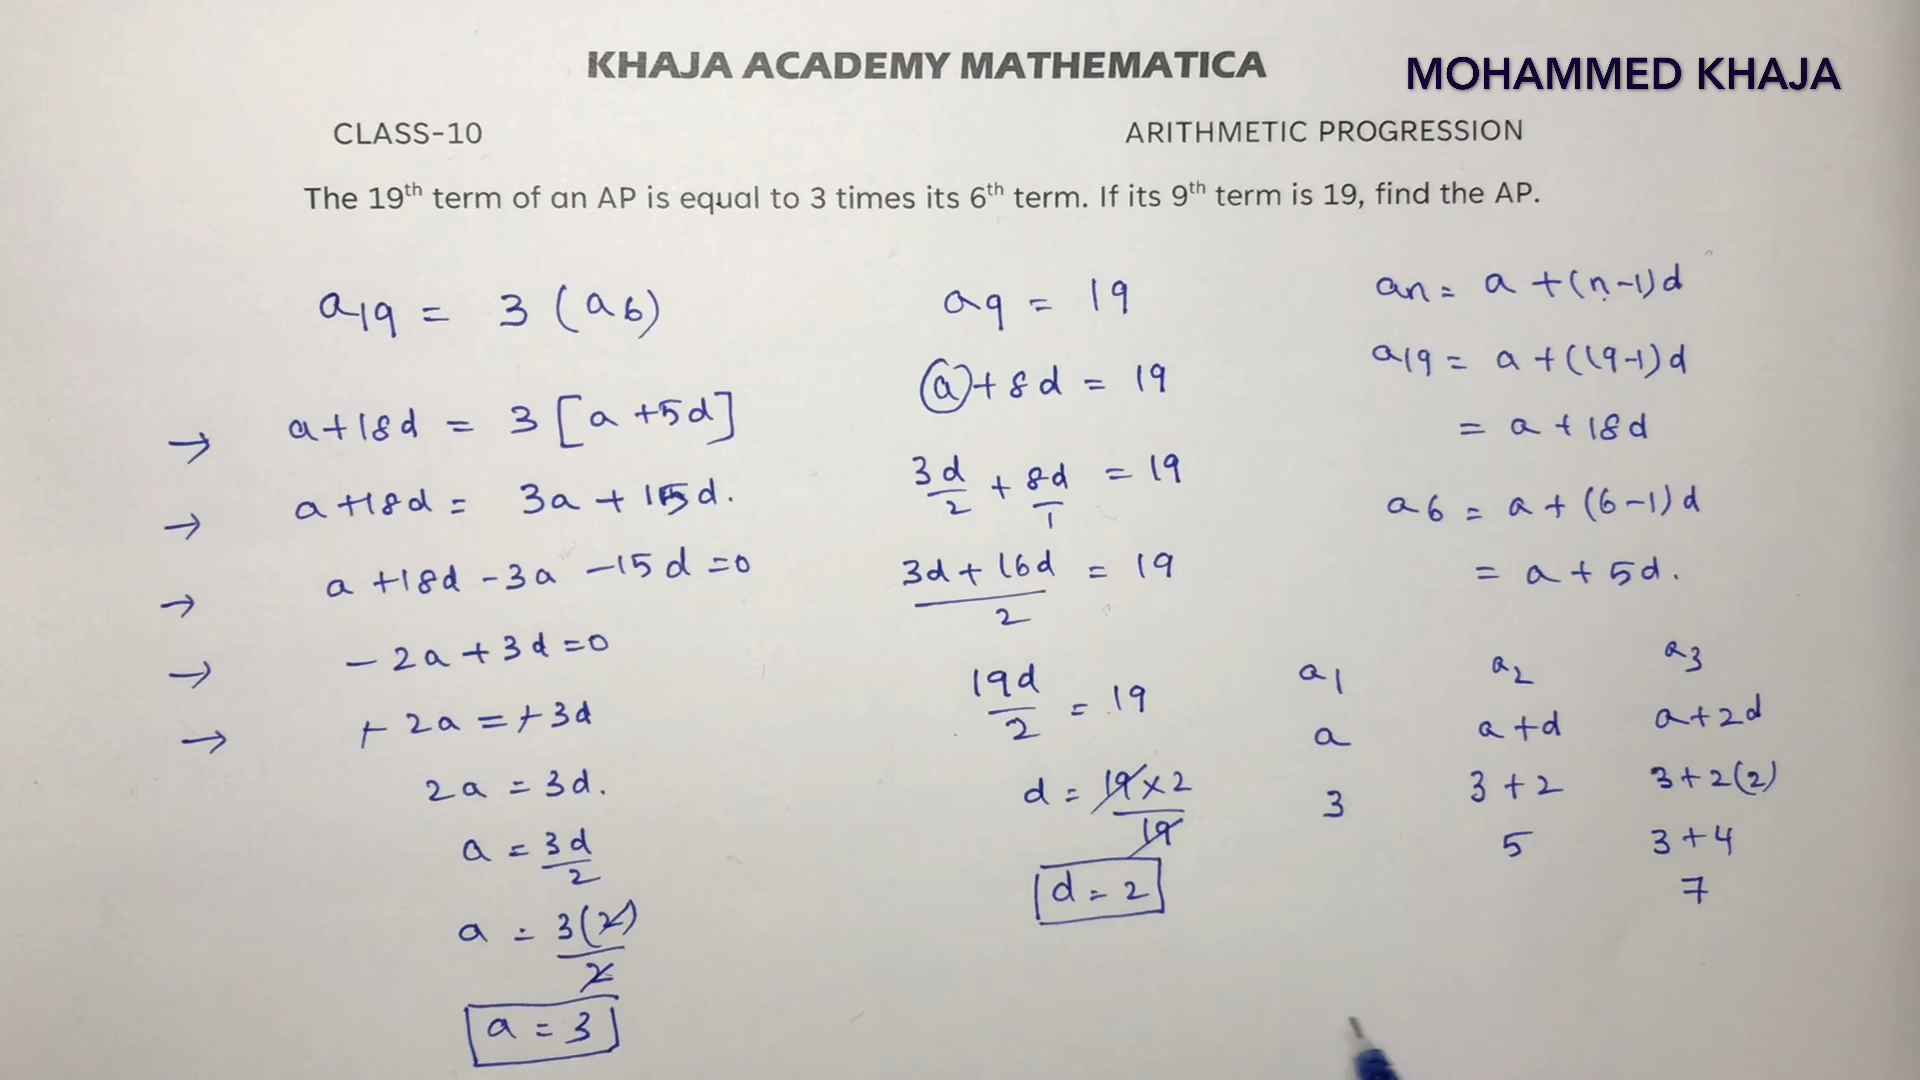 KHAJA ACADEMY MATHEMATICA
MOHAMMED KHAJA
CLASS-10
ARITHMETIC PROGRESSION
The 19th term of an AP is equal to 3 times its 6th term. If its 9th term is 19, find the AP.
a19 = 3 (a6)
→ a+18d = 3 [a+5d]
→ a+18d = 3a + 15d.
→ a+18d-3a-15d=0
→ -2a+3d=0
→ +2a=+3d
2a = 3d.
a = 3d/2
a = 3(2)/2
a = 3
a9 = 19
a+8d = 19
3d/2 + 8d/1 = 19
3d+16d/2 = 19
19d/2 = 19
d = 19x2/19
d = 2
an = a+(n-1)d
a19 = a+(19-1)d
= a+18d
a6 = a+(6-1)d
= a+5d.
a1 a2 a3
a a+d a+2d
3 3+2 3+2(2)
5 3+4
7